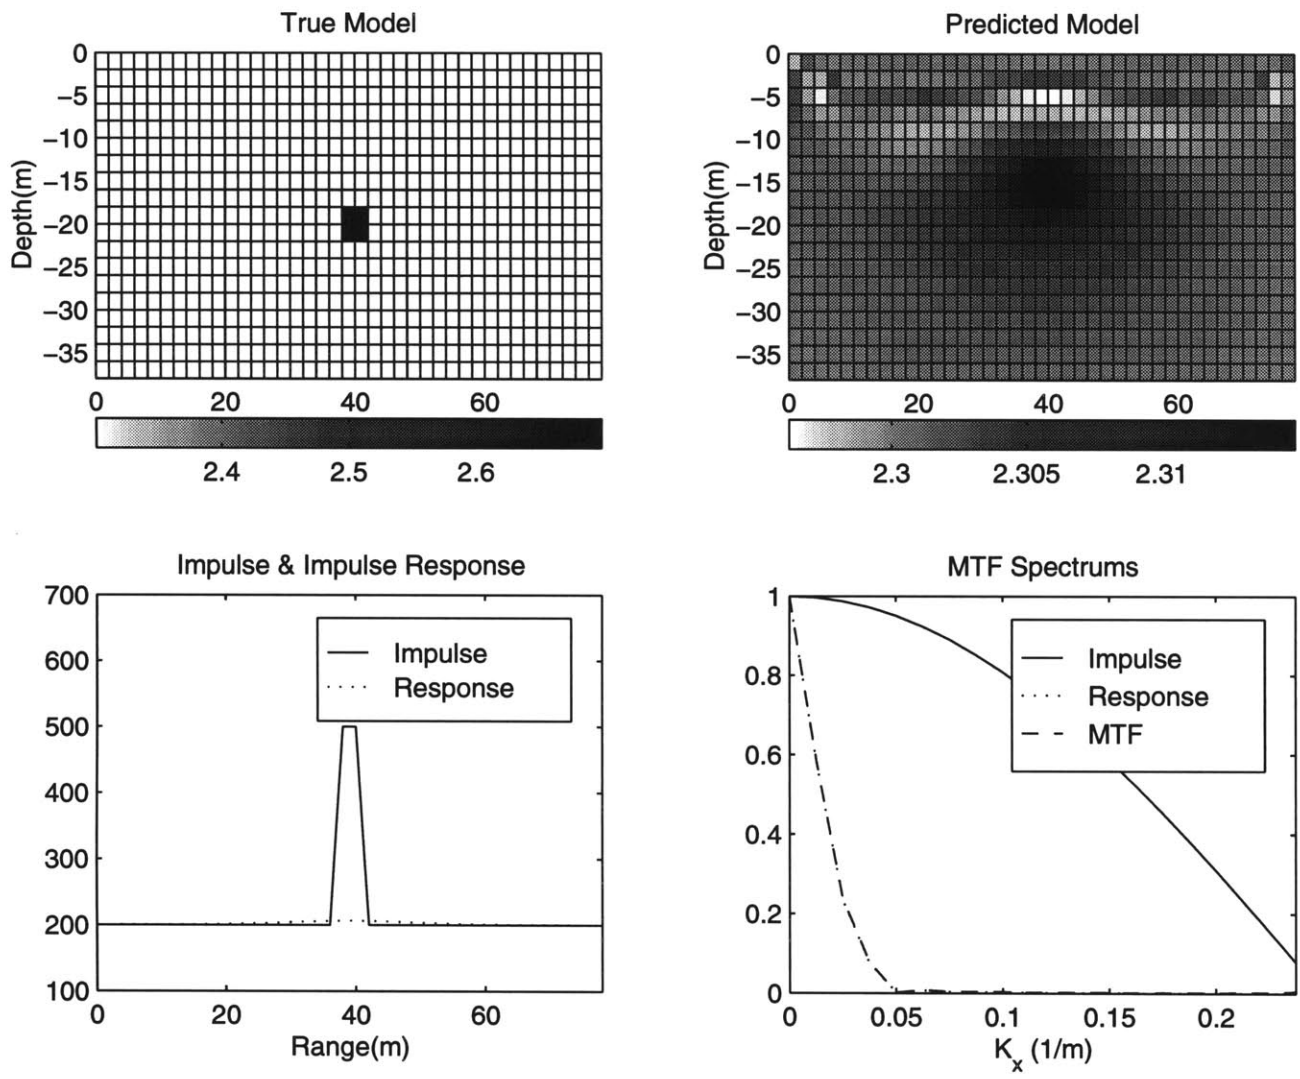 True Model
0
−5
−10
−15
−20
−25
−30
−35
Depth(m)
0 20 40 60
2.4 2.5 2.6
Predicted Model
0
−5
−10
−15
−20
−25
−30
−35
Depth(m)
0 20 40 60
2.3 2.305 2.31
Impulse & Impulse Response
700
600
500
400
300
200
100
Impulse
Response
0 20 40 60
Range(m)
MTF Spectrums
1
0.8
0.6
0.4
0.2
0
Impulse
Response
MTF
0 0.05 0.1 0.15 0.2
Kx (1/m)